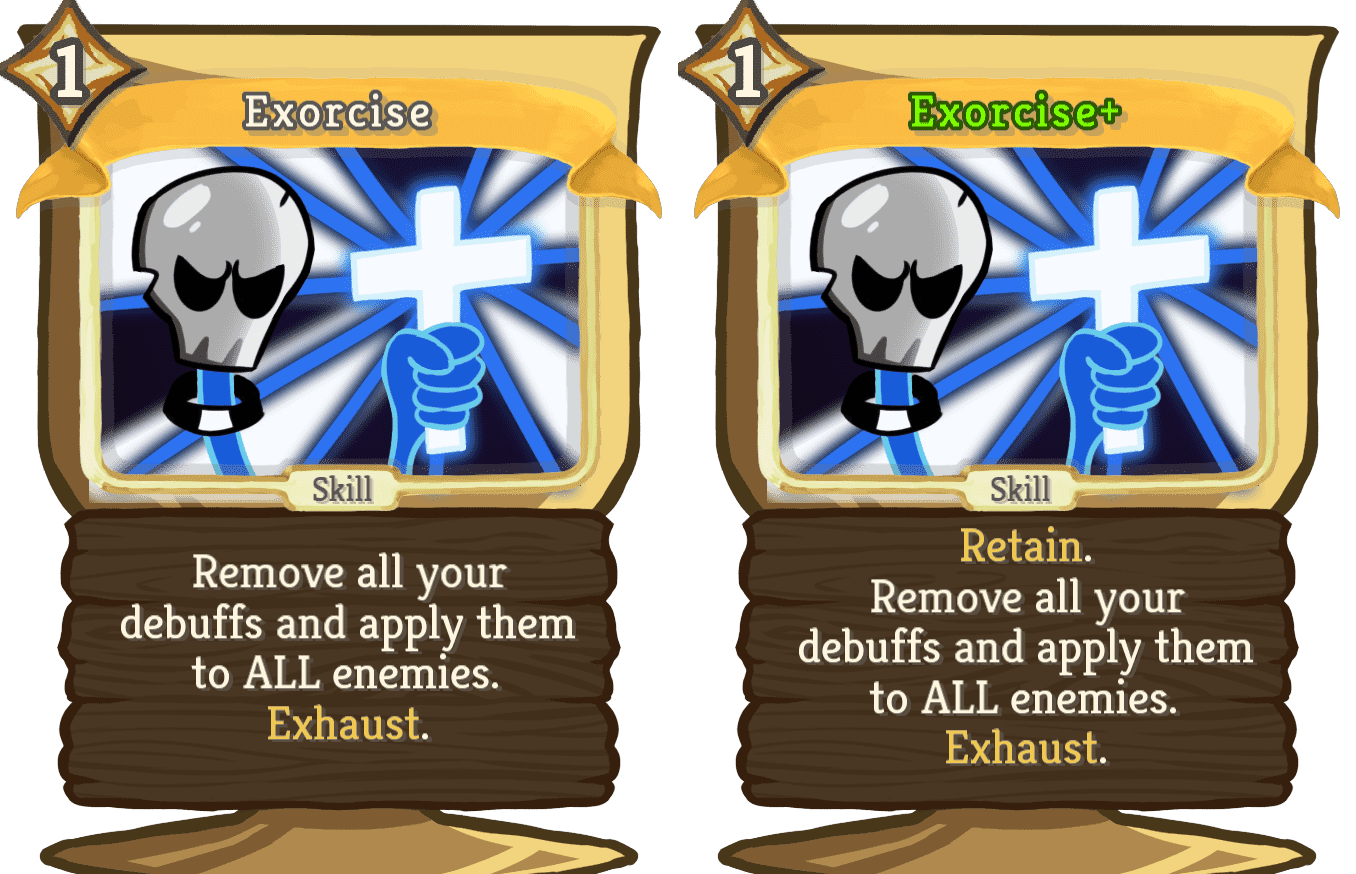 1
Exorcise
Skill
Remove all your
debuffs and apply them
to ALL enemies.
Exhaust.
1
Exorcise+
Skill
Retain.
Remove all your
debuffs and apply them
to ALL enemies.
Exhaust.